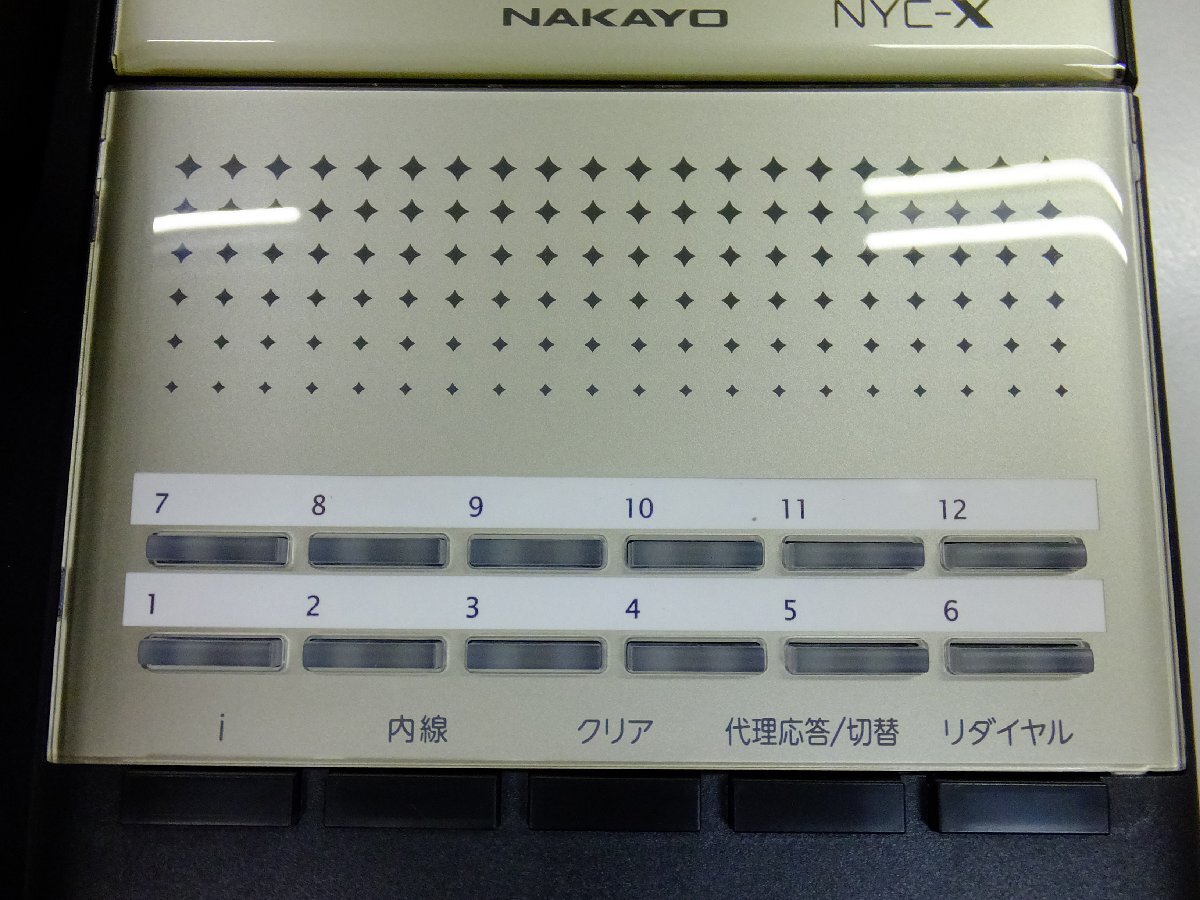 NAKAYO NYC-X
7 8 9 10 11 12
1 2 3 4 5 6
i 内線 クリア 代理応答/切替 リダイヤル